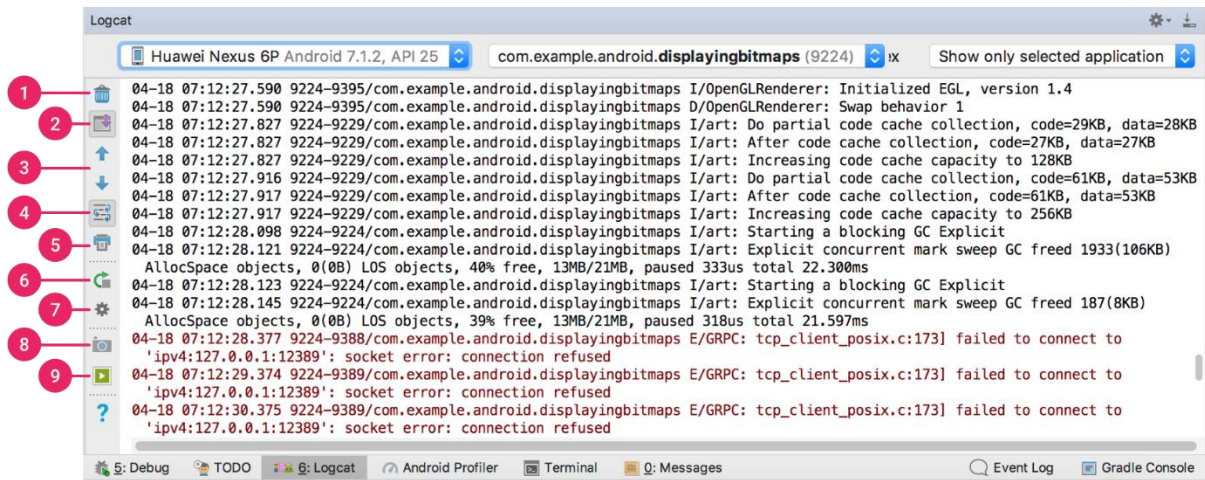 Logcat
Huawei Nexus 6P Android 7.1.2, API 25 com.example.android.displayingbitmaps (9224) Show only selected application
1
2
3
4
5
6
7
8
9
?
04-18 07:12:27.590 9224-9395/com.example.android.displayingbitmaps I/OpenGLRenderer: Initialized EGL, version 1.4
04-18 07:12:27.590 9224-9395/com.example.android.displayingbitmaps D/OpenGLRenderer: Swap behavior 1
04-18 07:12:27.827 9224-9229/com.example.android.displayingbitmaps I/art: Do partial code cache collection, code=29KB, data=28KB
04-18 07:12:27.827 9224-9229/com.example.android.displayingbitmaps I/art: After code cache collection, code=27KB, data=27KB
04-18 07:12:27.827 9224-9229/com.example.android.displayingbitmaps I/art: Increasing code cache capacity to 128KB
04-18 07:12:27.916 9224-9229/com.example.android.displayingbitmaps I/art: Do partial code cache collection, code=61KB, data=53KB
04-18 07:12:27.917 9224-9229/com.example.android.displayingbitmaps I/art: After code cache collection, code=61KB, data=53KB
04-18 07:12:27.917 9224-9229/com.example.android.displayingbitmaps I/art: Increasing code cache capacity to 256KB
04-18 07:12:28.098 9224-9224/com.example.android.displayingbitmaps I/art: Starting a blocking GC Explicit
04-18 07:12:28.121 9224-9224/com.example.android.displayingbitmaps I/art: Explicit concurrent mark sweep GC freed 1933(106KB)
AllocSpace objects, 0(0B) LOS objects, 40% free, 13MB/21MB, paused 333us total 22.300ms
04-18 07:12:28.123 9224-9224/com.example.android.displayingbitmaps I/art: Starting a blocking GC Explicit
04-18 07:12:28.145 9224-9224/com.example.android.displayingbitmaps I/art: Explicit concurrent mark sweep GC freed 187(8KB)
AllocSpace objects, 0(0B) LOS objects, 39% free, 13MB/21MB, paused 318us total 21.597ms
04-18 07:12:28.377 9224-9388/com.example.android.displayingbitmaps E/GRPC: tcp_client_posix.c:173] failed to connect to
'ipv4:127.0.0.1:12389': socket error: connection refused
04-18 07:12:29.374 9224-9389/com.example.android.displayingbitmaps E/GRPC: tcp_client_posix.c:173] failed to connect to
'ipv4:127.0.0.1:12389': socket error: connection refused
04-18 07:12:30.375 9224-9389/com.example.android.displayingbitmaps E/GRPC: tcp_client_posix.c:173] failed to connect to
'ipv4:127.0.0.1:12389': socket error: connection refused
5: Debug TODO 6: Logcat Android Profiler Terminal 0: Messages Event Log Gradle Console